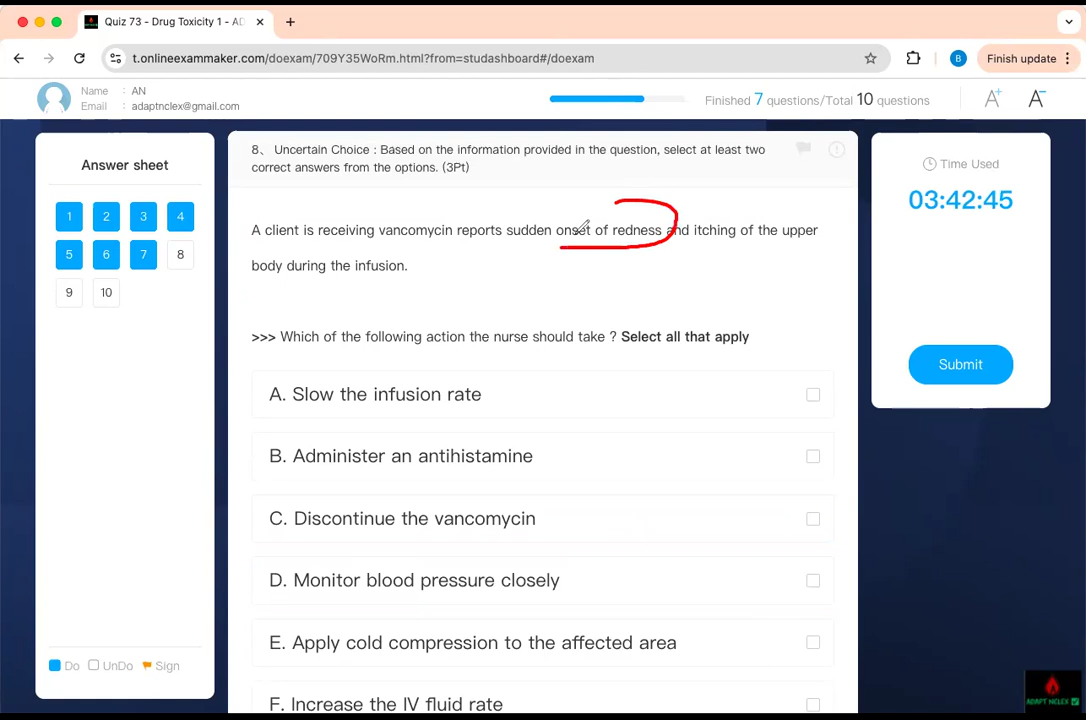 Quiz 73 - Drug Toxicity 1 - AD
t.onlineexammaker.com/doexam/709Y35WoRm.html?from=studashboard#/doexam
B
Finish update
Name : AN
Email : adaptnclex@gmail.com
Finished 7 questions/Total 10 questions
A+
A-
Answer sheet
1 2 3 4
5 6 7 8
9 10
Do UnDo Sign
8、 Uncertain Choice : Based on the information provided in the question, select at least two
correct answers from the options. (3Pt)
A client is receiving vancomycin reports sudden onset of redness and itching of the upper
body during the infusion.
>>> Which of the following action the nurse should take ? Select all that apply
A. Slow the infusion rate
B. Administer an antihistamine
C. Discontinue the vancomycin
D. Monitor blood pressure closely
E. Apply cold compression to the affected area
F. Increase the IV fluid rate
Time Used
03:42:45
Submit
ADAPT NCLEX